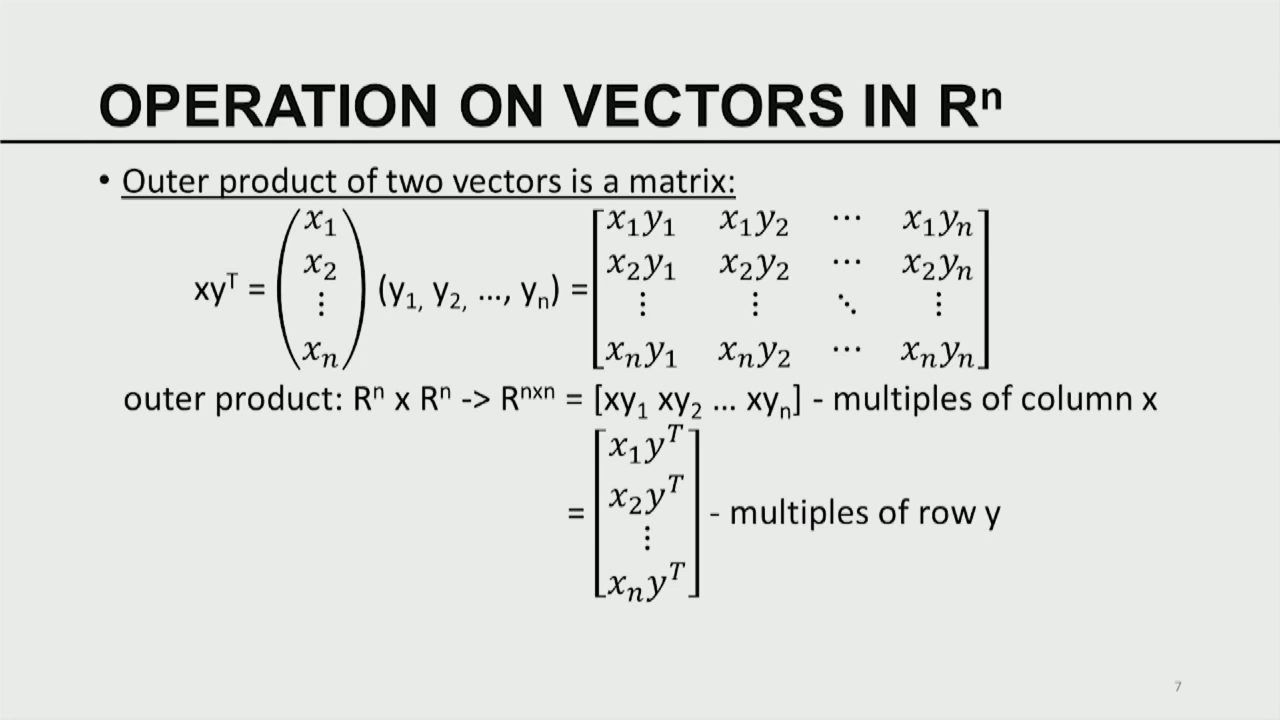 OPERATION ON VECTORS IN Rⁿ
• Outer product of two vectors is a matrix:
xyᵀ = (x₁ x₂ ⋮ xₙ) (y₁, y₂, ..., yₙ) = [x₁y₁ x₁y₂ ⋯ x₁yₙ
x₂y₁ x₂y₂ ⋯ x₂yₙ
⋮ ⋮ ⋱ ⋮
xₙy₁ xₙy₂ ⋯ xₙyₙ]
outer product: Rⁿ x Rⁿ -> Rⁿˣⁿ = [xy₁ xy₂ ... xyₙ] - multiples of column x
= [x₁yᵀ x₂yᵀ ⋮ xₙyᵀ] - multiples of row y
7